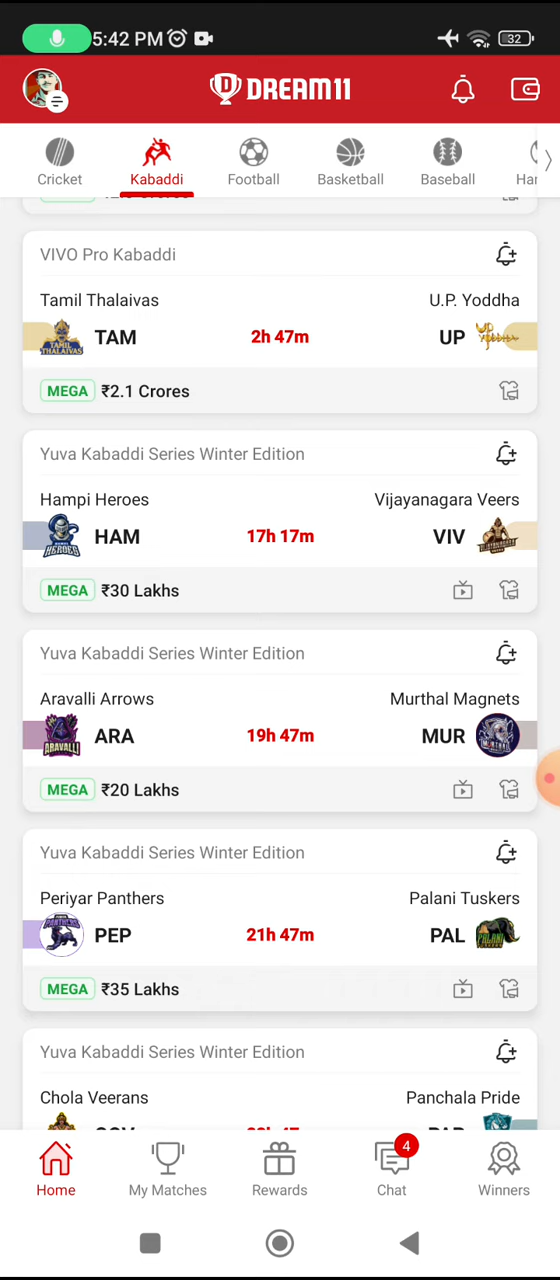 5:42 PM
32
DREAM11
Cricket
Kabaddi
Football
Basketball
Baseball
Har
VIVO Pro Kabaddi
Tamil Thalaivas
U.P. Yoddha
TAM
2h 47m
UP
MEGA ₹2.1 Crores
Yuva Kabaddi Series Winter Edition
Hampi Heroes
Vijayanagara Veers
HAM
17h 17m
VIV
MEGA ₹30 Lakhs
Yuva Kabaddi Series Winter Edition
Aravalli Arrows
Murthal Magnets
ARA
19h 47m
MUR
MEGA ₹20 Lakhs
Yuva Kabaddi Series Winter Edition
Periyar Panthers
Palani Tuskers
PEP
21h 47m
PAL
MEGA ₹35 Lakhs
Yuva Kabaddi Series Winter Edition
Chola Veerans
Panchala Pride
4
Home
My Matches
Rewards
Chat
Winners